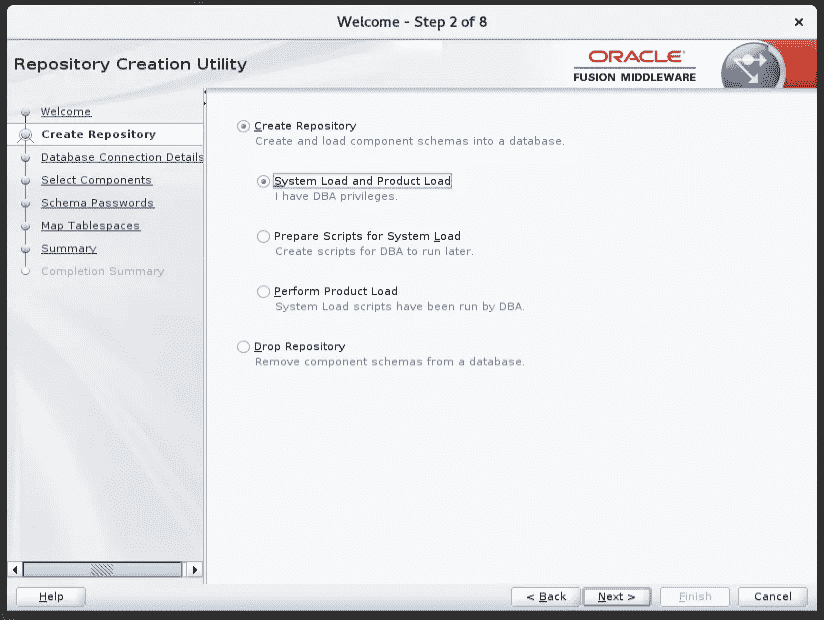 Welcome - Step 2 of 8
×
Repository Creation Utility
ORACLE®
FUSION MIDDLEWARE
Welcome
Create Repository
Database Connection Details
Select Components
Schema Passwords
Map Tablespaces
Summary
Completion Summary
Create Repository
Create and load component schemas into a database.
System Load and Product Load
I have DBA privileges.
Prepare Scripts for System Load
Create scripts for DBA to run later.
Perform Product Load
System Load scripts have been run by DBA.
Drop Repository
Remove component schemas from a database.
Help
< Back
Next >
Finish
Cancel